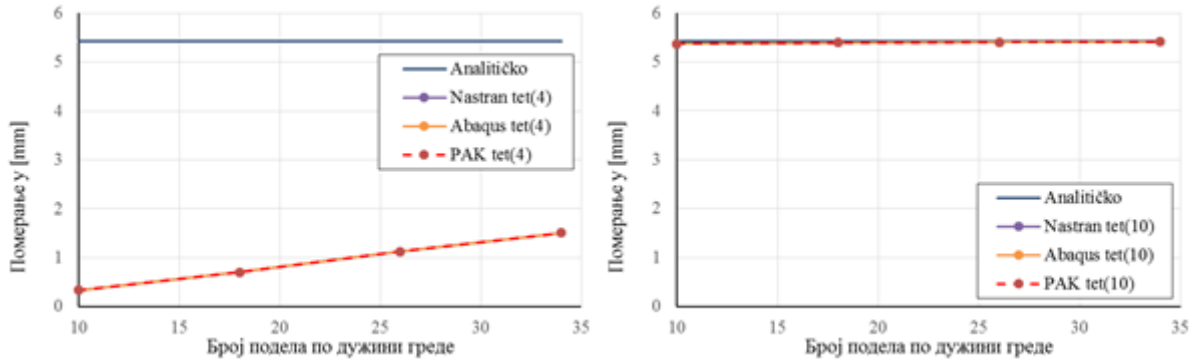 6
5
4
3
2
1
0
Померање y [mm]
Analitičko
Nastran tet(4)
Abaqus tet(4)
PAK tet(4)
10 15 20 25 30 35
Број подела по дужини греде
6
5
4
3
2
1
0
Померање y [mm]
Analitičko
Nastran tet(10)
Abaqus tet(10)
PAK tet(10)
10 15 20 25 30 35
Број подела по дужини греде